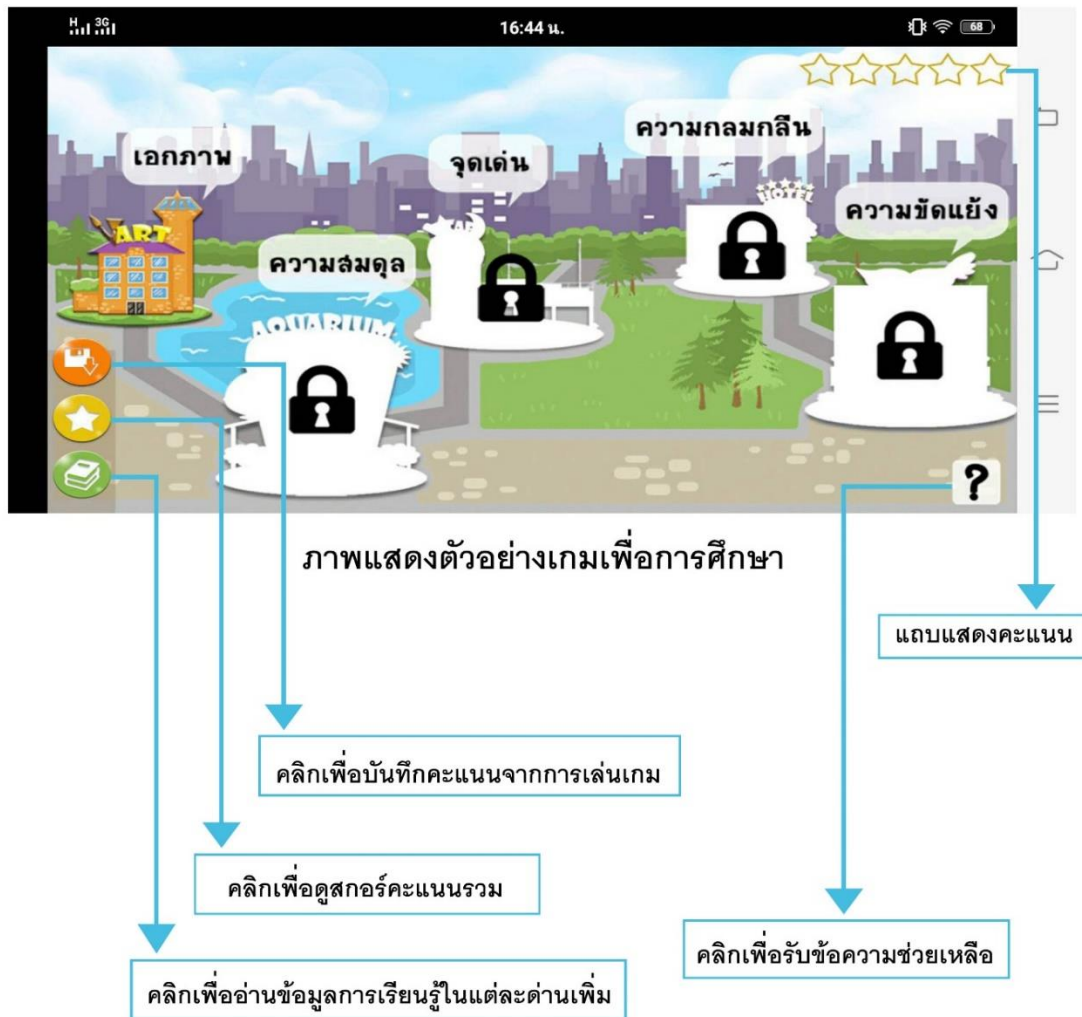 H 3G
16:44 น.
68
เอกภาพ
จุดเด่น
ความกลมกลืน
ความขัดแย้ง
ความสมดุล
ART
STAR
HOTEL
AQUARIUM
?
ภาพแสดงตัวอย่างเกมเพื่อการศึกษา
แถบแสดงคะแนน
คลิกเพื่อบันทึกคะแนนจากการเล่นเกม
คลิกเพื่อดูสกอร์คะแนนรวม
คลิกเพื่อรับข้อความช่วยเหลือ
คลิกเพื่ออ่านข้อมูลการเรียนรู้ในแต่ละด่านเพิ่ม